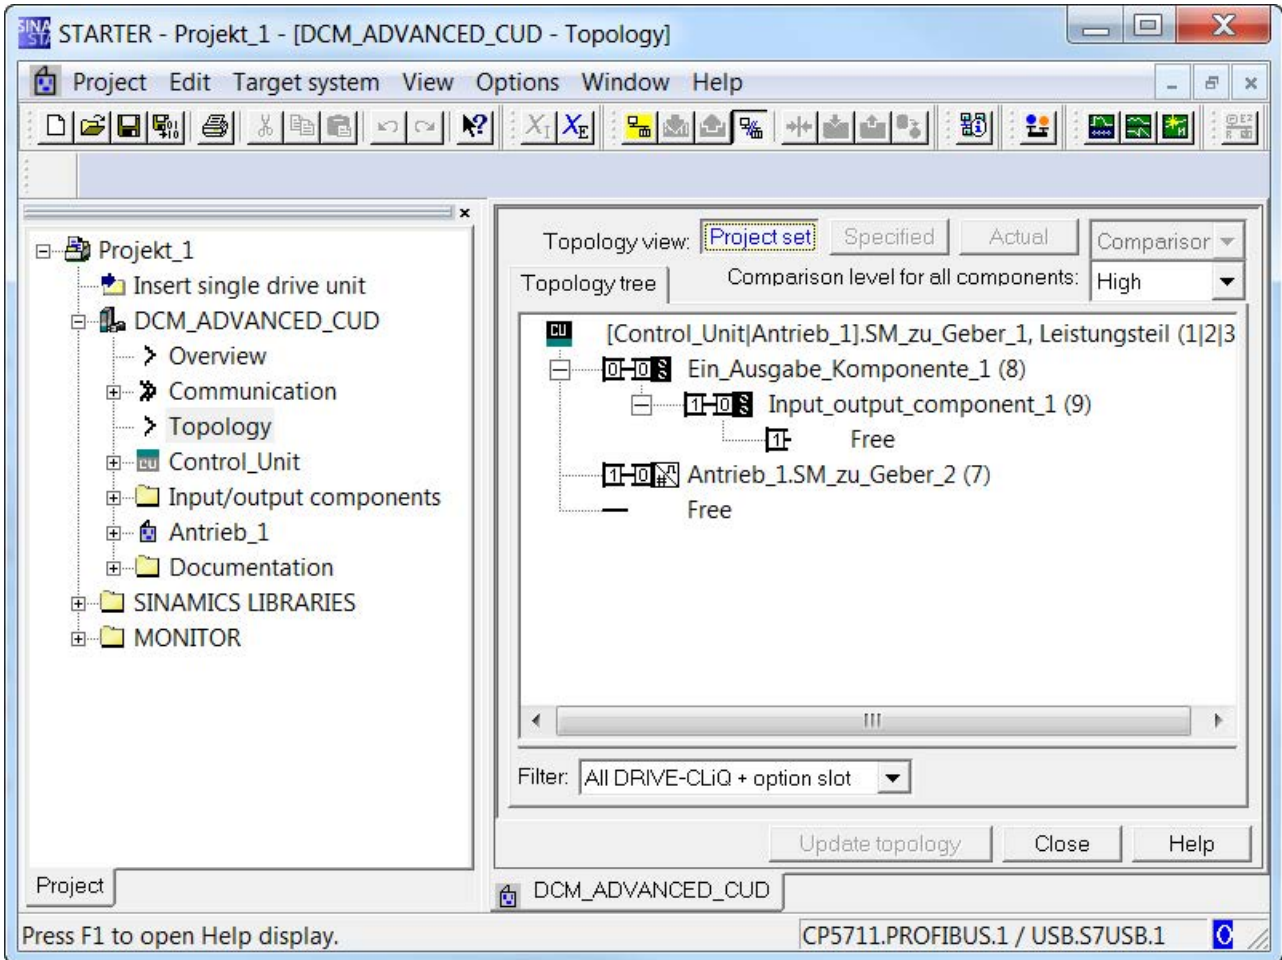 STARTER - Projekt_1 - [DCM_ADVANCED_CUD - Topology]
Project Edit Target system View Options Window Help
Projekt_1
Insert single drive unit
DCM_ADVANCED_CUD
Overview
Communication
Topology
Control_Unit
Input/output components
Antrieb_1
Documentation
SINAMICS LIBRARIES
MONITOR
Project
Topology view: Project set Specified Actual Comparisor
Topology tree Comparison level for all components: High
[Control_Unit|Antrieb_1].SM_zu_Geber_1, Leistungsteil (1|2|3
Ein_Ausgabe_Komponente_1 (8)
Input_output_component_1 (9)
Free
Antrieb_1.SM_zu_Geber_2 (7)
Free
Filter: All DRIVE-CLiQ + option slot
Update topology Close Help
DCM_ADVANCED_CUD
Press F1 to open Help display. CP5711.PROFIBUS.1 / USB.S7USB.1